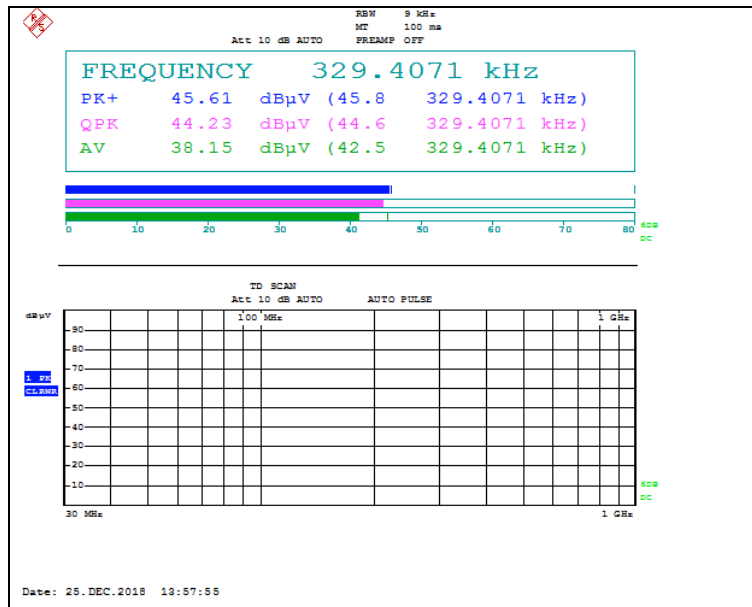 R S
RBW 9 kHz
MT 100 ms
Att 10 dB AUTO PREAMP OFF
FREQUENCY 329.4071 kHz
PK+ 45.61 dBµV (45.8 329.4071 kHz)
QPK 44.23 dBµV (44.6 329.4071 kHz)
AV 38.15 dBµV (42.5 329.4071 kHz)
0 10 20 30 40 50 60 70 80
6DB
DC
TD SCAN
Att 10 dB AUTO AUTO PULSE
dBµV
100 MHz 1 GHz
90
80
70
1 PK
60
CLRWR
50
40
30
20
10
6DB
DC
30 MHz 1 GHz
Date: 25.DEC.2018 13:57:55